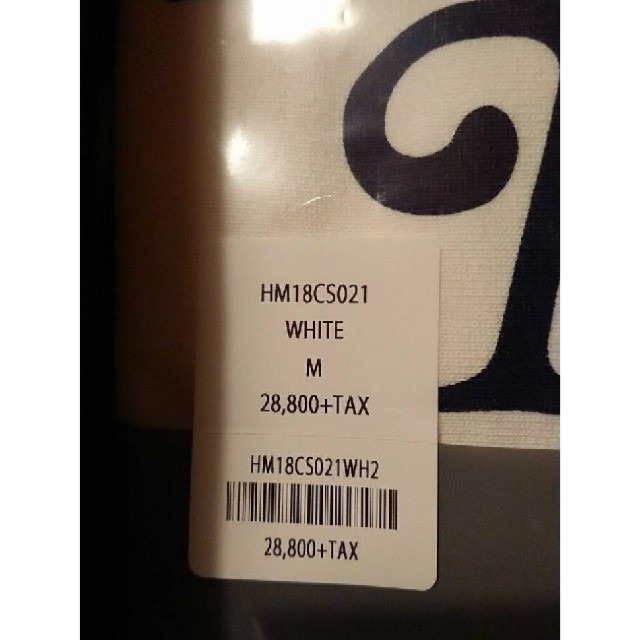 HM18CS021
WHITE
M
28,800+TAX
HM18CS021WH2
28,800+TAX